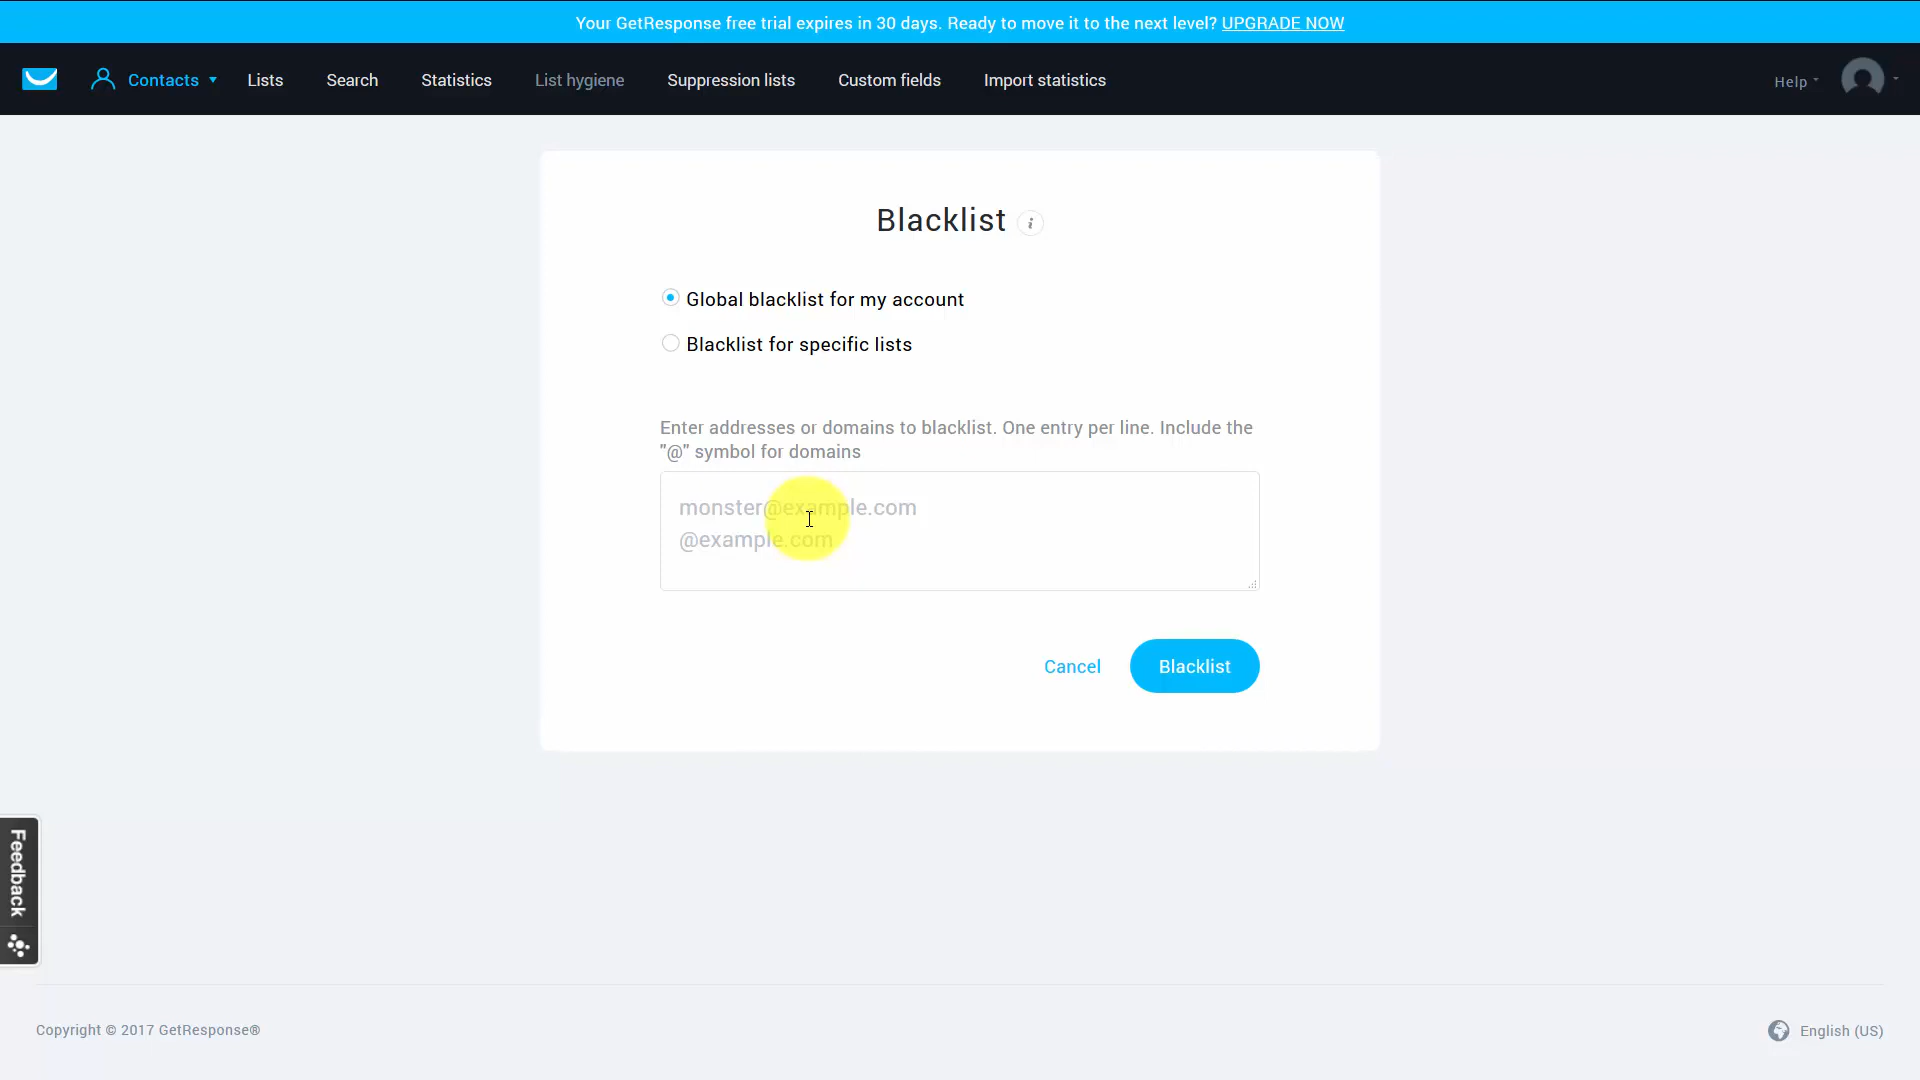 Your GetResponse free trial expires in 30 days. Ready to move it to the next level? UPGRADE NOW
Contacts Lists Search Statistics List hygiene Suppression lists Custom fields Import statistics Help
Blacklist i
Global blacklist for my account
Blacklist for specific lists
Enter addresses or domains to blacklist. One entry per line. Include the
"@" symbol for domains
monster@example.com
@example.com
Cancel Blacklist
Feedback
Copyright © 2017 GetResponse® English (US)